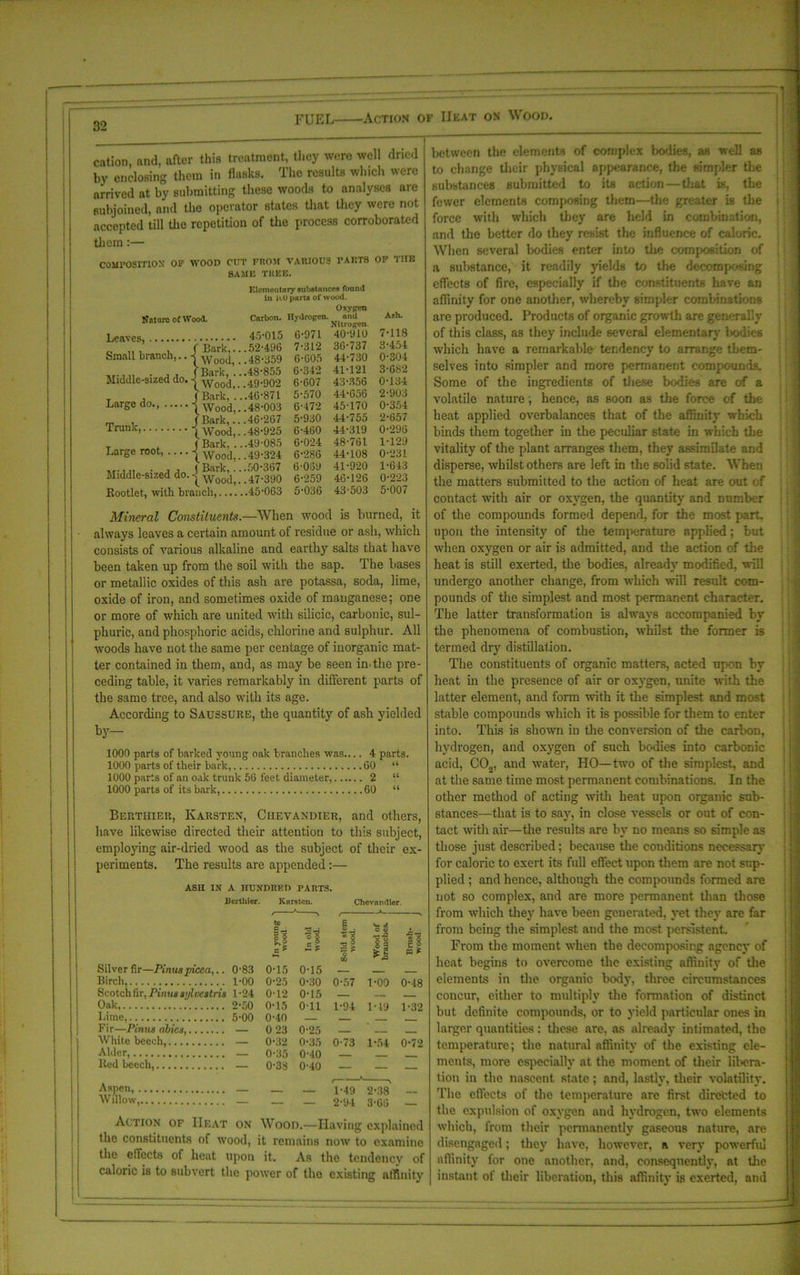 32
FUEL——ACTION OF HEAT ON WOOD.
cation, and, after this treatment, they were well dried
by enclosing them in flasks. The results which were
arrived at by submitting these woods to analyses are
subjoined, and the operator states that they were not
accepted till the repetition of the process corroborated
them :—
COMPOSITION OF WOOD CUT FROM VARIOUS PARTS OF THE
SAME TREE.
Elementary substances found
in 100 parts of wood.
Nature of Wood. Carbon. Hydrogen. Oxygen and Nitrogen. Ash.
Leaves, 45·015 6·971 40·910 7·118
Small branch,.. { Bark,...52·496 7·312 36·737 3·454
Wood,..48·359 6·605 44·730 0·304
Middle-sized do. { Bark, ...48·855 6·342 41·121 3·682
Wood,..49·902 6·607 43·356 0·134
Large do., { Bark, ...46·871 5·570 44·656 2·903
Wood,..48·003 6·472 45·170 0·354
Trunk, { Bark,...46·267 5·930 44·755 2·657
Wood,..48·925 6·460 44·319 0·296
Large root, { Bark,...49·085 6·024 48·761 1·129
Wood,..49·324 6·286 44·108 0·231
Middle-sized do. { Bark,...50·367 6·069 41·920 1·643
Wood,..47·390 6·259 46·126 0·223
Rootlet, with branch,......45·063 5·036 43·503 5·007
Mineral Constituents.—When wood is burned, it
always leaves a certain amount of residue or ash, which
consists of various alkaline and earthy salts that have
been taken up from the soil with the sap. The bases
or metallic oxides of this ash are potassa, soda, lime,
oxide of iron, and sometimes oxide of manganese; one
or more of which are united with silicic, carbonic, sul-
phuric, and phosphoric acids, chlorine and sulphur. All
woods have not the same per centage of inorganic mat-
ter contained in them, and, as may be seen in the pre-
ceding table, it varies remarkably in different parts of
the same tree, and also with its age.
According to SAUSSURE, the quantity of ash yielded
by—
1000 parts of barked young oak branches was.... 4 parts.
1000 parts of their bark,......60 “
1000 parts of an oak trunk 56 feet diameter,...... 2 “
1000 parts of its bark,......60 “
BERTHIER, KARSTEN, CHEVANDIER, and others,
have likewise directed their attention to this subject,
employing air-dried wood as the subject of their ex-
periments. The results are appended :—
ASH IN A HUNDRED PARTS.
Berthier. Karsten. Chevandier.
In young wood. In old wood. Solid stem wood. Wood of branches. Brush-Wood
Silver fir—Pinus picea,.. 0·83 0·15 0·15 — — —
Birch,...... 1·00 0·25 0·30 0·57 1·00 0·48
Scotch fir, Pinus sylvestris 1·24 0·12 0·15 — — —
Oak,...... 2·50 0·15 0·11 1·94 1·49 1·32
Lime,...... 5·00 0·40 — — — —
Fir—Pinus abies,...... — 0 23 0·25 — — —
White beech,...... — 0·32 0·35 0·73 1·54 0·72
Alder,...... — 0·35 0·40 — — —
Red beech,...... — 0·38 0·40 — — —
Aspen,...... — — — 1·49 2·38 —
Willow,...... — — — 2·94 3·66 —
ACTION OF HEAT ON WOOD.—Having explained
the constituents of wood, it remains now to examine
the effects of heat upon it. As the tendency of
caloric is to subvert the power of the existing affinity
between the elements of complex bodies, as well as
to change their physical appearance, the simpler the
substances submitted to its action—that is, the
fewer elements composing them—the greater is the
force with which they are held in combination,
and the better do they resist the influence of caloric.
When several bodies enter into the composition of
a substance, it readily yields to the decomposing
effects of fire, especially if the constituents have an
affinity for one another, whereby simpler combinations
are produced. Products of organic growth are generally
of this class, as they include several elementary bodies
which have a remarkable tendency to arrange them-
selves into simpler and more permanent compounds.
Some of the ingredients of these bodies are of a
volatile nature; hence, as soon as the force of the
heat applied overbalances that of the affinity which
binds them together in the peculiar state in which the
vitality of the plant arranges them, they assimilate and
disperse, whilst others are left in the solid state. When
the matters submitted to the action of heat are out of
contact with air or oxygen, the quantity and number
of the compounds formed depend, for the most part,
upon the intensity of the temperature applied; but
when oxygen or air is admitted, and the action of the
heat is still exerted, the bodies, already modified, will
undergo another change, from which will result com-
pounds of the simplest and most permanent character.
The latter transformation is always accompanied by
the phenomena of combustion, whilst the former is
termed dry distillation.
The constituents of organic matters, acted upon by
heat in the presence of air or oxygen, unite with the
latter element, and form with it the simplest and most
stable compounds which it is possible for them to enter
into. This is shown in the conversion of the carbon,
hydrogen, and oxygen of such bodies into carbonic
acid, CO₂, and water, HO—two of the simplest, and
at the same time most permanent combinations. In the
other method of acting with heat upon organic sub-
stances—that is to say, in close vessels or out of con-
tact with air—the results are by no means so simple as
those just described; because the conditions necessary
for caloric to exert its full effect upon them are not sup-
plied ; and hence, although the compounds formed are
not so complex, and are more permanent than those
from which they have been generated, yet they are far
from being the simplest and the most persistent.
From the moment when the decomposing agency of
heat begins to overcome the existing affinity of the
elements in the organic body, three circumstances
concur, either to multiply the formation of distinct
but definite compounds, or to yield particular ones in
larger quantities : these are, as already intimated, the
temperature; the natural affinity of the existing ele-
ments, more especially at the moment of their libera-
tion in the nascent state ; and, lastly, their volatility.
The effects of the temperature are first directed to
the expulsion of oxygen and hydrogen, two elements
which, from their permanently gaseous nature, are
disengaged; they have, however, a very powerful
affinity for one another, and, consequently, at the
instant of their liberation, this affinity is exerted, and